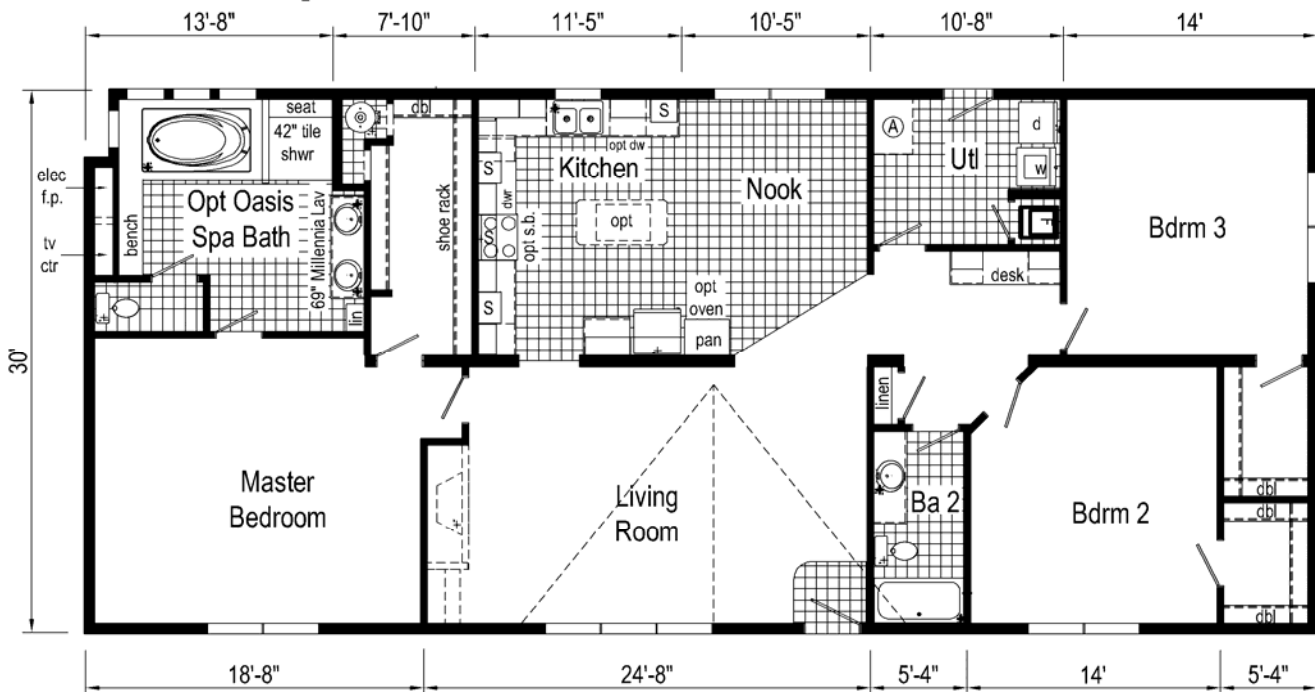 13'-8" 7'-10" 11'-5" 10'-5" 10'-8" 14'
30'
elec
f.p.
tv
ctr
bench
seat
42" tile
shwr
Opt Oasis
Spa Bath
69" Millennia Lav
lin
db
shoe rack
S
S
S
S
dwr
opt s.b.
opt dw
Kitchen
Nook
opt
opt
oven
pan
A
Utl
d
w
F
desk
Bdrm 3
Master
Bedroom
Living
Room
linen
Ba 2
Bdrm 2
dbl
dbl
dbl
18'-8" 24'-8" 5'-4" 14' 5'-4"